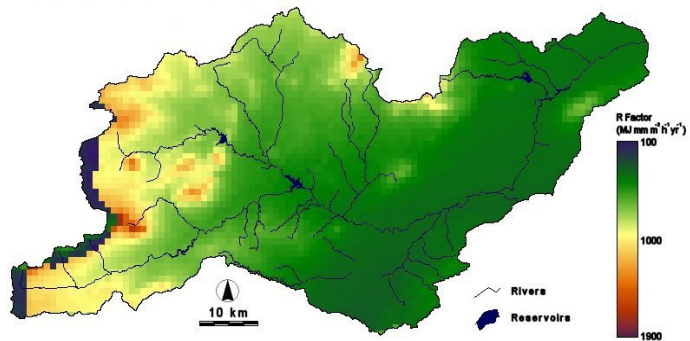 R Factor
(MJ mm m⁻² h⁻¹ yr⁻¹)
100
1000
1900
Rivers
Reservoirs
10 km